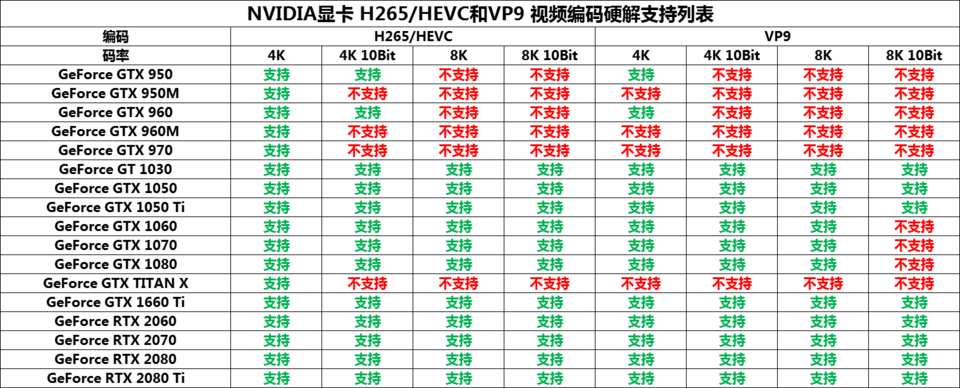 NVIDIA显卡 H265/HEVC和VP9 视频编码硬解支持列表
编码 H265/HEVC VP9
码率 4K 4K 10Bit 8K 8K 10Bit 4K 4K 10Bit 8K 8K 10Bit
GeForce GTX 950 支持 支持 不支持 不支持 支持 不支持 不支持 不支持
GeForce GTX 950M 支持 不支持 不支持 不支持 不支持 不支持 不支持 不支持
GeForce GTX 960 支持 支持 不支持 不支持 支持 不支持 不支持 不支持
GeForce GTX 960M 支持 不支持 不支持 不支持 不支持 不支持 不支持 不支持
GeForce GTX 970 支持 不支持 不支持 不支持 不支持 不支持 不支持 不支持
GeForce GT 1030 支持 支持 支持 支持 支持 支持 支持 支持
GeForce GTX 1050 支持 支持 支持 支持 支持 支持 支持 支持
GeForce GTX 1050 Ti 支持 支持 支持 支持 支持 支持 支持 支持
GeForce GTX 1060 支持 支持 支持 支持 支持 支持 支持 不支持
GeForce GTX 1070 支持 支持 支持 支持 支持 支持 支持 不支持
GeForce GTX 1080 支持 支持 支持 支持 支持 支持 支持 不支持
GeForce GTX TITAN X 支持 不支持 不支持 不支持 不支持 不支持 不支持 不支持
GeForce GTX 1660 Ti 支持 支持 支持 支持 支持 支持 支持 支持
GeForce RTX 2060 支持 支持 支持 支持 支持 支持 支持 支持
GeForce RTX 2070 支持 支持 支持 支持 支持 支持 支持 支持
GeForce RTX 2080 支持 支持 支持 支持 支持 支持 支持 支持
GeForce RTX 2080 Ti 支持 支持 支持 支持 支持 支持 支持 支持